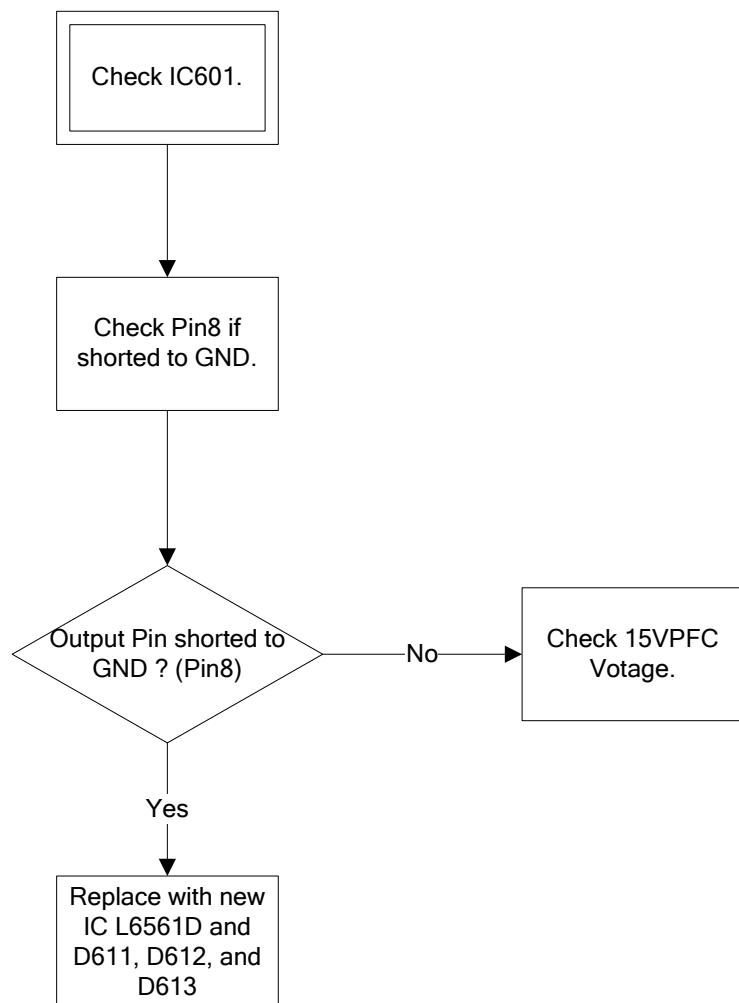 Check IC601.
Check Pin8 if
shorted to GND.
Output Pin shorted to
GND ? (Pin8)
No
Check 15VPFC
Votage.
Yes
Replace with new
IC L6561D and
D611, D612, and
D613